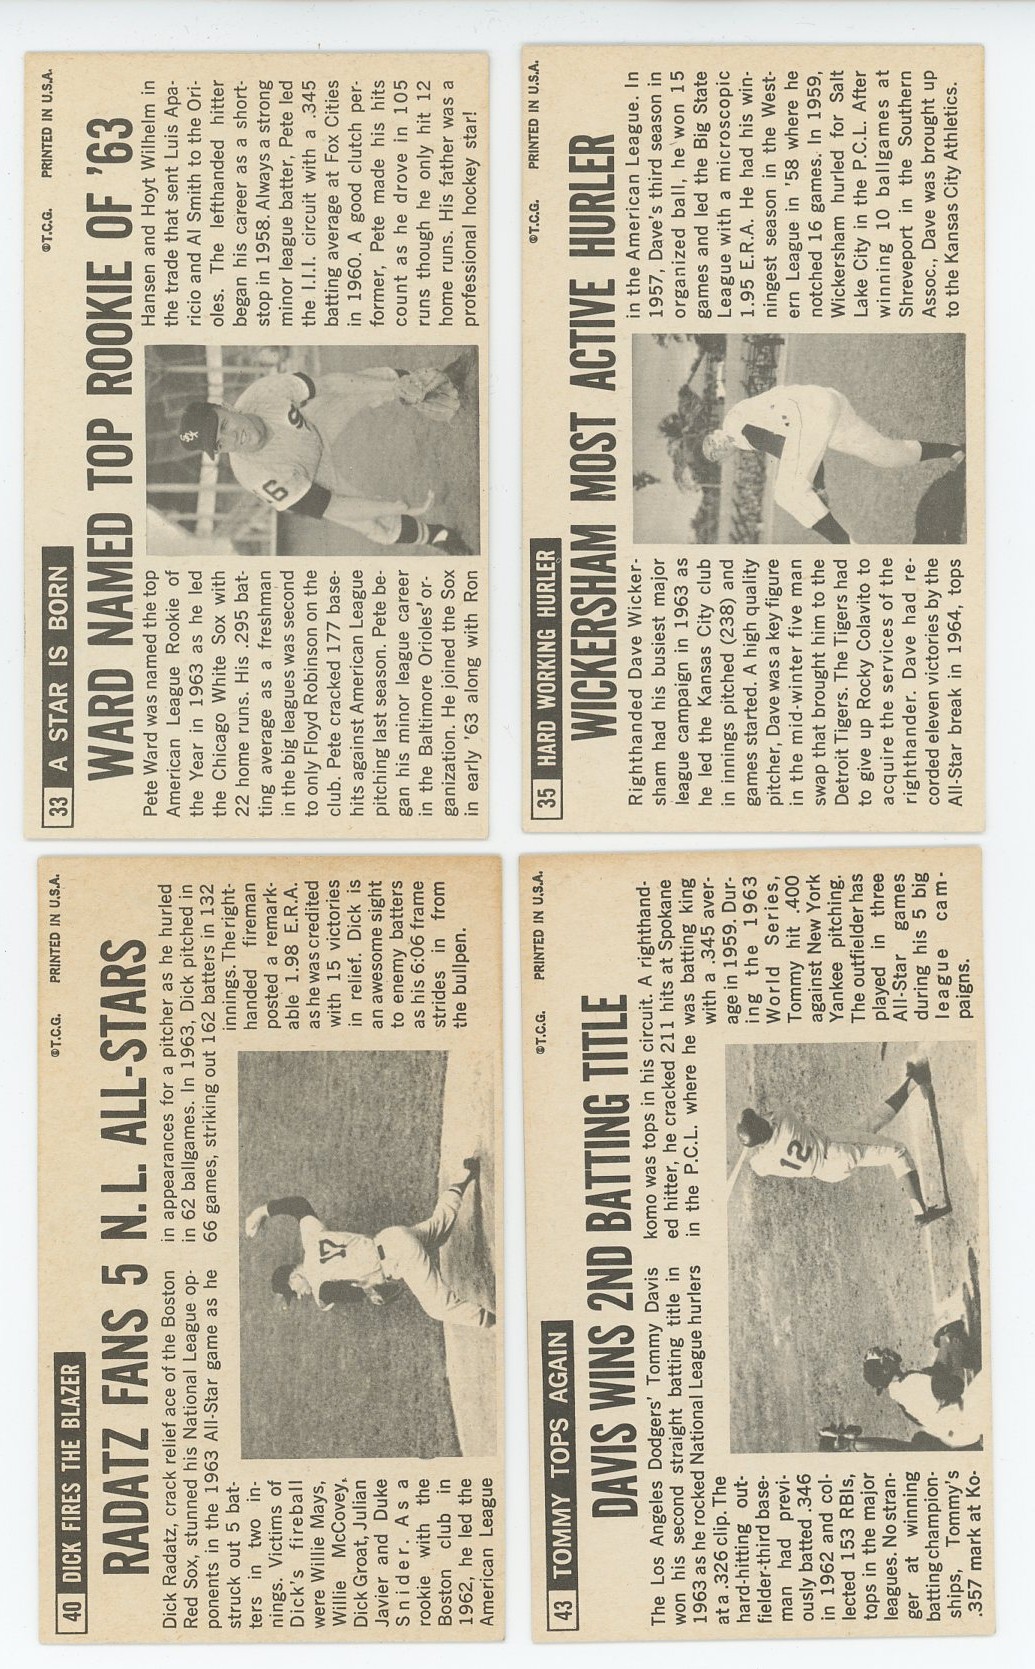 40 DICK FIRES THE BLAZER
©T.C.G. PRINTED IN U.S.A.
RADATZ FANS 5 N.L. ALL-STARS
Dick Radatz, crack relief ace of the Boston
Red Sox, stunned his National League op-
ponents in the 1963 All-Star game as he
struck out 5 bat-
ters in two in-
nings. Victims of
Dick's fireball
were Willie Mays,
Willie McCovey,
Dick Groat, Julian
Javier and Duke
Snider. As a
rookie with the
Boston club in
1962, he led the
American League
in appearances for a pitcher as he hurled
in 62 ballgames. In 1963, Dick pitched in
66 games, striking out 162 batters in 132
innings. The right-
handed fireman
posted a remark-
able 1.98 E.R.A.
as he was credited
with 15 victories
in relief. Dick is
an awesome sight
to enemy batters
as his 6:06 frame
strides in from
the bullpen.
17
33 A STAR IS BORN
©T.C.G. PRINTED IN U.S.A.
WARD NAMED TOP ROOKIE OF '63
Pete Ward was named the top
American League Rookie of
the Year in 1963 as he led
the Chicago White Sox with
22 home runs. His .295 bat-
ting average as a freshman
in the big leagues was second
to only Floyd Robinson on the
club. Pete cracked 177 base-
hits against American League
pitching last season. Pete be-
gan his minor league career
in the Baltimore Orioles' or-
ganization. He joined the Sox
in early '63 along with Ron
Hansen and Hoyt Wilhelm in
the trade that sent Luis Apa-
ricio and Al Smith to the Ori-
oles. The lefthanded hitter
began his career as a short-
stop in 1958. Always a strong
minor league batter, Pete led
the I.I.I. circuit with a .345
batting average at Fox Cities
in 1960. A good clutch per-
former, Pete made his hits
count as he drove in 105
runs though he only hit 12
home runs. His father was a
professional hockey star!
43 TOMMY TOPS AGAIN
©T.C.G. PRINTED IN U.S.A.
DAVIS WINS 2ND BATTING TITLE
The Los Angeles Dodgers' Tommy Davis
won his second straight batting title in
1963 as he rocked National League hurlers
at a .326 clip. The
hard-hitting out-
fielder-third base-
man had previ-
ously batted .346
in 1962 and col-
lected 153 RBIs,
tops in the major
leagues. No stran-
ger at winning
batting champion-
ships, Tommy's
.357 mark at Ko-
komo was tops in his circuit. A righthand-
ed hitter, he cracked 211 hits at Spokane
in the P.C.L. where he was batting king
with a .345 aver-
age in 1959. Dur-
ing the 1963
World Series,
Tommy hit .400
against New York
Yankee pitching.
The outfielder has
played in three
All-Star games
during his 5 big
league cam-
paigns.
12
35 HARD WORKING HURLER
©T.C.G. PRINTED IN U.S.A.
WICKERSHAM MOST ACTIVE HURLER
Righthanded Dave Wicker-
sham had his busiest major
league campaign in 1963 as
he led the Kansas City club
in innings pitched (238) and
games started. A high quality
pitcher, Dave was a key figure
in the mid-winter five man
swap that brought him to the
Detroit Tigers. The Tigers had
to give up Rocky Colavito to
acquire the services of the
righthander. Dave had re-
corded eleven victories by the
All-Star break in 1964, tops
in the American League. In
1957, Dave's third season in
organized ball, he won 15
games and led the Big State
League with a microscopic
1.95 E.R.A. He had his win-
ningest season in the West-
ern League in '58 where he
notched 16 games. In 1959,
Wickersham hurled for Salt
Lake City in the P.C.L. After
winning 10 ballgames at
Shreveport in the Southern
Assoc., Dave was brought up
to the Kansas City Athletics.